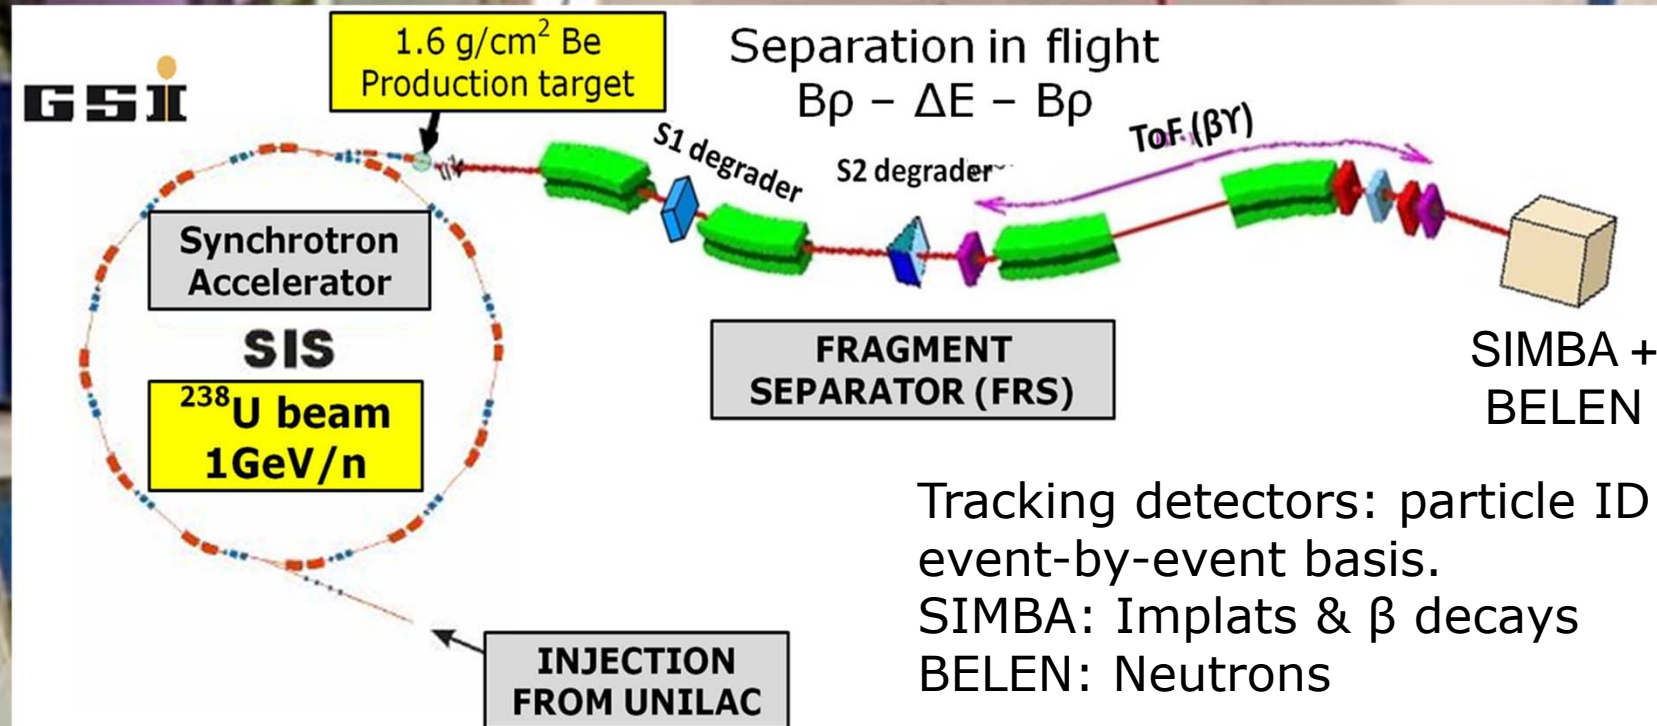 GSI
1.6 g/cm² Be
Production target
Separation in flight
Bρ – ΔE – Bρ
S1 degrader
S2 degrader
ToF (βϒ)
Synchrotron
Accelerator
SIS
²³⁸U beam
1GeV/n
FRAGMENT
SEPARATOR (FRS)
SIMBA +
BELEN
Tracking detectors: particle ID
event-by-event basis.
SIMBA: Implats & β decays
BELEN: Neutrons
INJECTION
FROM UNILAC